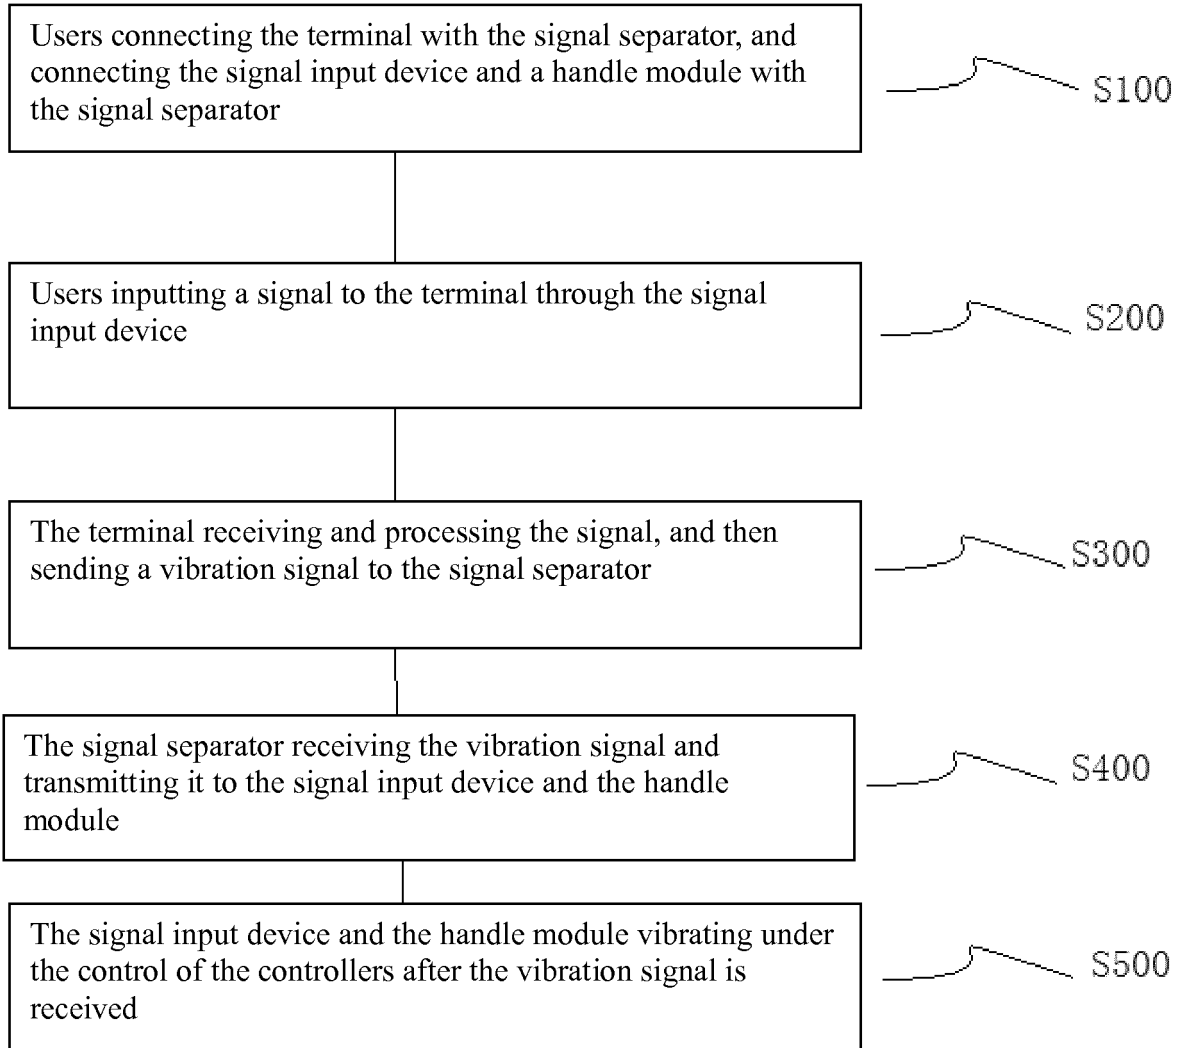 Users connecting the terminal with the signal separator, and
connecting the signal input device and a handle module with
the signal separator
S100
Users inputting a signal to the terminal through the signal
input device
S200
The terminal receiving and processing the signal, and then
sending a vibration signal to the signal separator
S300
The signal separator receiving the vibration signal and
transmitting it to the signal input device and the handle
module
S400
The signal input device and the handle module vibrating under
the control of the controllers after the vibration signal is
received
S500